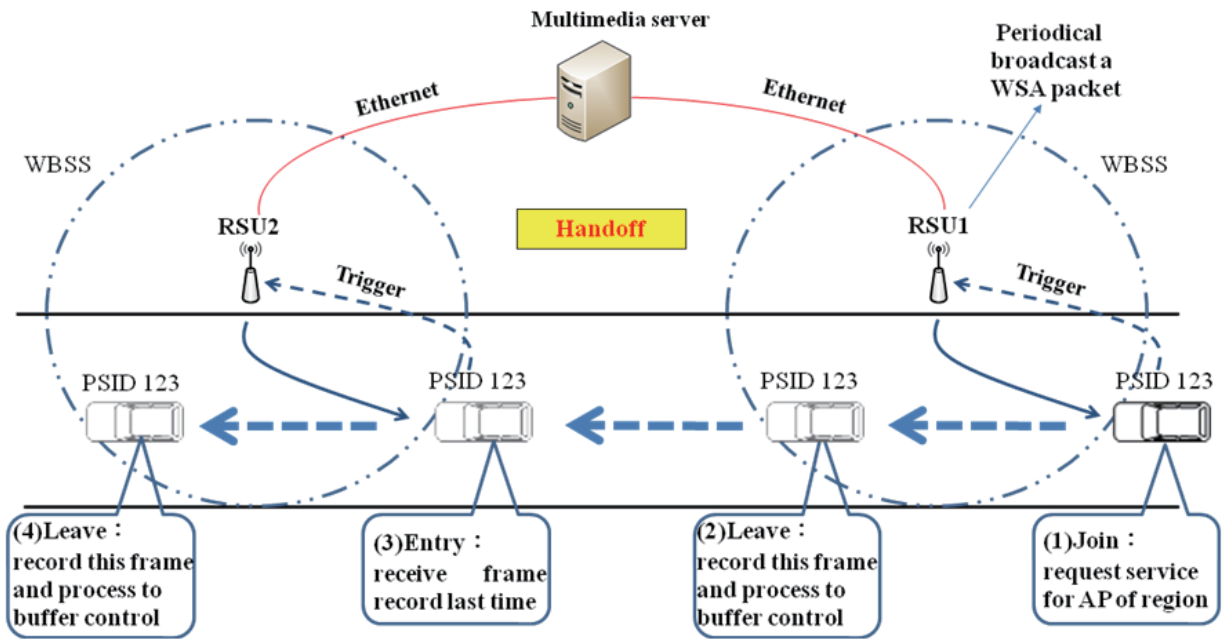 Multimedia server
Periodical
broadcast a
WSA packet
Ethernet
Ethernet
WBSS
WBSS
RSU2
Handoff
RSU1
Trigger
Trigger
PSID 123
PSID 123
PSID 123
PSID 123
(4)Leave：
record this frame
and process to
buffer control
(3)Entry：
receive frame
record last time
(2)Leave：
record this frame
and process to
buffer control
(1)Join：
request service
for AP of region